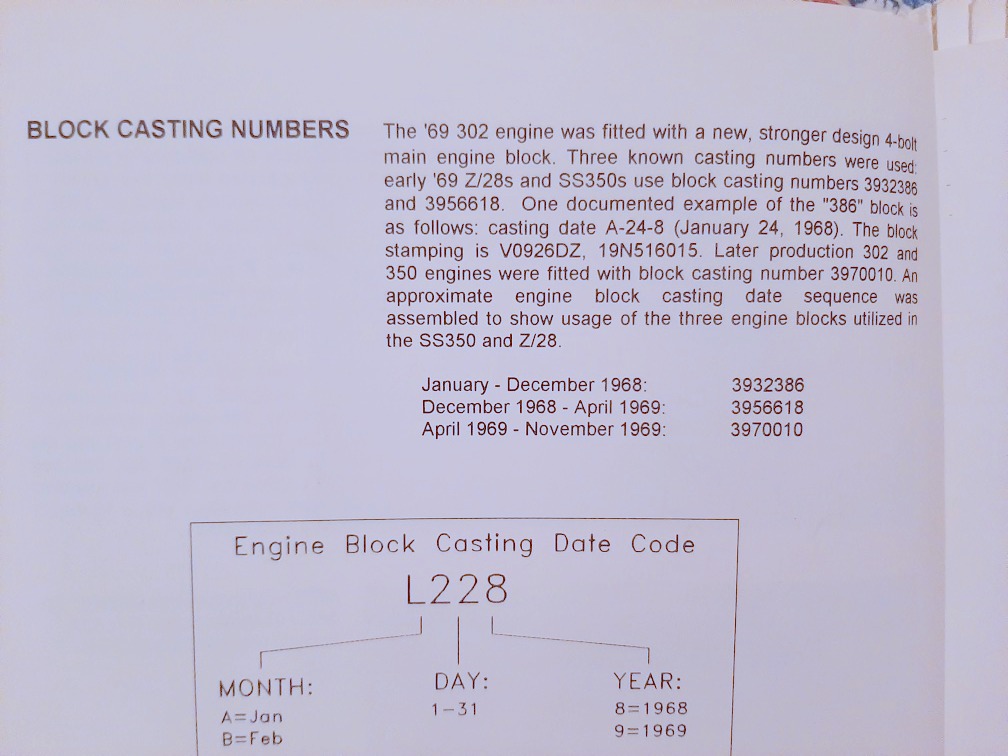 BLOCK CASTING NUMBERS
The '69 302 engine was fitted with a new, stronger design 4-bolt
main engine block. Three known casting numbers were used:
early '69 Z/28s and SS350s use block casting numbers 3932386
and 3956618. One documented example of the "386" block is
as follows: casting date A-24-8 (January 24, 1968). The block
stamping is V0926DZ, 19N516015. Later production 302 and
350 engines were fitted with block casting number 3970010. An
approximate engine block casting date sequence was
assembled to show usage of the three engine blocks utilized in
the SS350 and Z/28.
January - December 1968: 3932386
December 1968 - April 1969: 3956618
April 1969 - November 1969: 3970010
Engine Block Casting Date Code
L228
MONTH: DAY: YEAR:
A=Jan 1-31 8=1968
B=Feb 9=1969